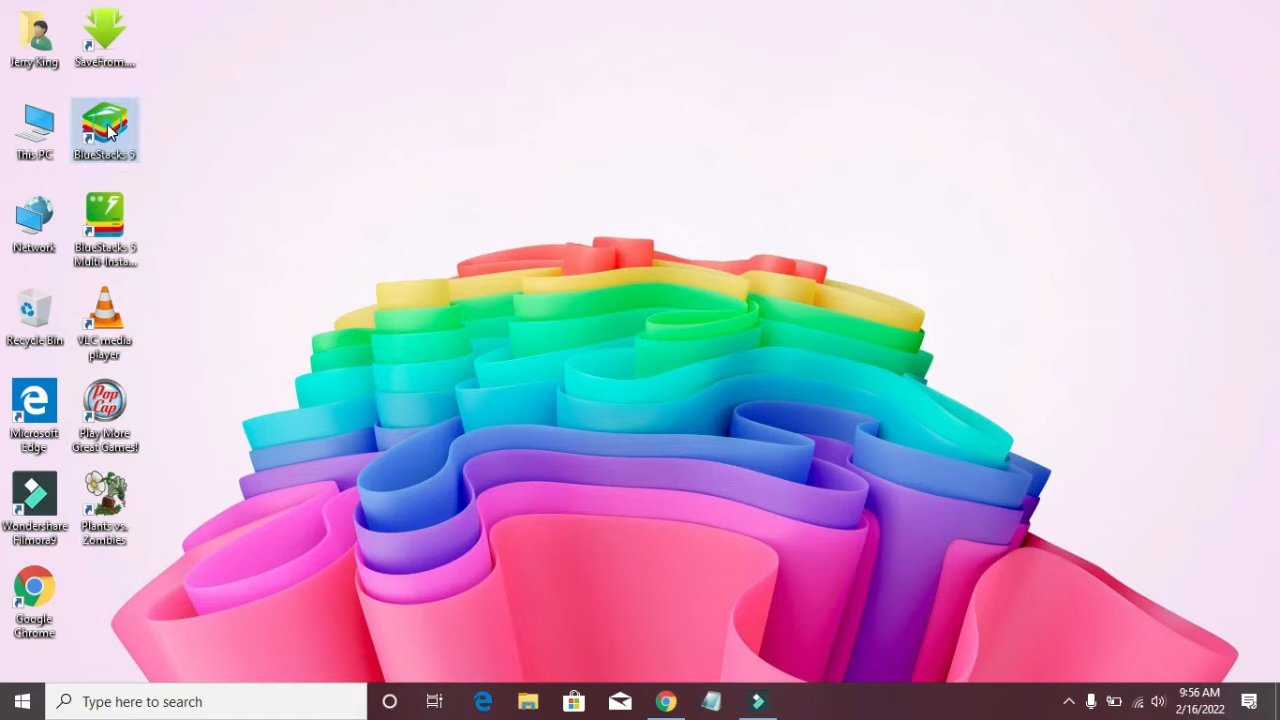 Jerry King
SaveFrom....
This PC
BlueStacks 5
Network
BlueStacks 5
Multi-Insta...
Recycle Bin
VLC media
player
Microsoft
Edge
Pop
Cap
Play More
Great Games!
Wondershare
Filmora9
Plants vs.
Zombies
Google
Chrome
Type here to search
9:56 AM
2/16/2022